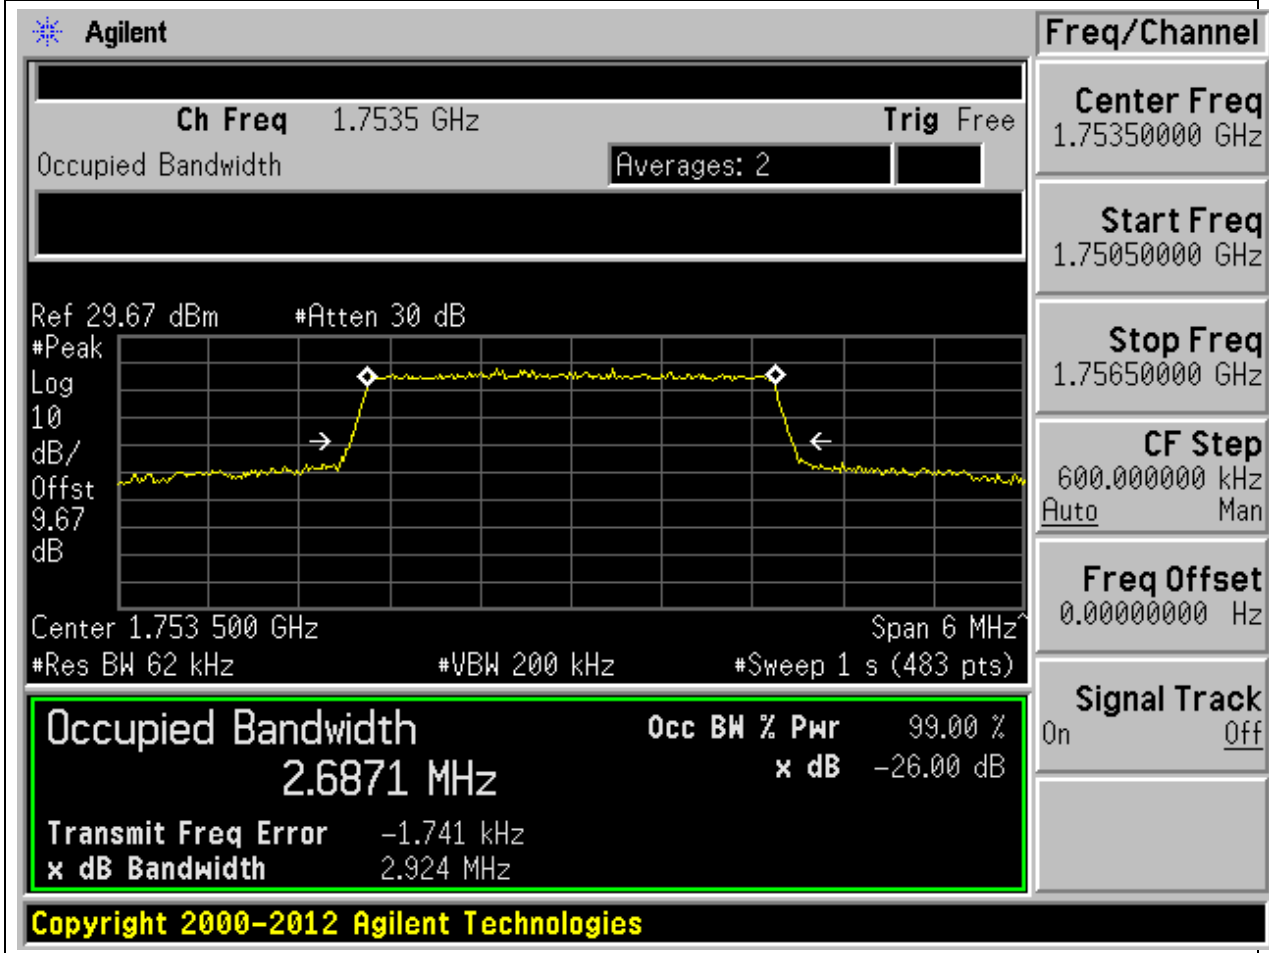 Agilent
Freq/Channel
Ch Freq 1.7535 GHz Trig Free
Occupied Bandwidth Averages: 2
Center Freq
1.75350000 GHz
Start Freq
1.75050000 GHz
Stop Freq
1.75650000 GHz
CF Step
600.000000 kHz
Auto Man
Freq Offset
0.00000000 Hz
Signal Track
On Off
Ref 29.67 dBm #Atten 30 dB
#Peak
Log
10
dB/
Offst
9.67
dB
Center 1.753 500 GHz Span 6 MHz^
#Res BW 62 kHz #VBW 200 kHz #Sweep 1 s (483 pts)
Occupied Bandwidth Occ BW % Pwr 99.00 %
2.6871 MHz x dB -26.00 dB
Transmit Freq Error -1.741 kHz
x dB Bandwidth 2.924 MHz
Copyright 2000-2012 Agilent Technologies